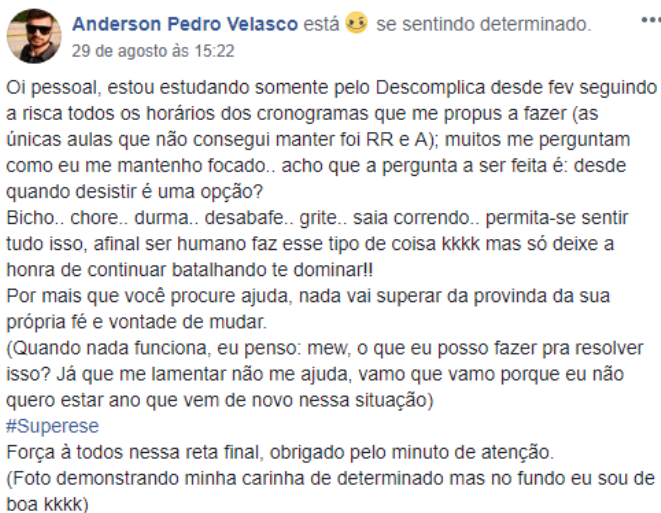 Anderson Pedro Velasco está se sentindo determinado.
29 de agosto às 15:22
Oi pessoal, estou estudando somente pelo Descomplica desde fev seguindo
a risca todos os horários dos cronogramas que me propus a fazer (as
únicas aulas que não consegui manter foi RR e A); muitos me perguntam
como eu me mantenho focado.. acho que a pergunta a ser feita é: desde
quando desistir é uma opção?
Bicho.. chore.. durma.. desabafe.. grite.. saia correndo.. permita-se sentir
tudo isso, afinal ser humano faz esse tipo de coisa kkkk mas só deixe a
honra de continuar batalhando te dominar!!
Por mais que você procure ajuda, nada vai superar da provinda da sua
própria fé e vontade de mudar.
(Quando nada funciona, eu penso: mew, o que eu posso fazer pra resolver
isso? Já que me lamentar não me ajuda, vamo que vamo porque eu não
quero estar ano que vem de novo nessa situação)
#Superese
Força à todos nessa reta final, obrigado pelo minuto de atenção.
(Foto demonstrando minha carinha de determinado mas no fundo eu sou de
boa kkkk)